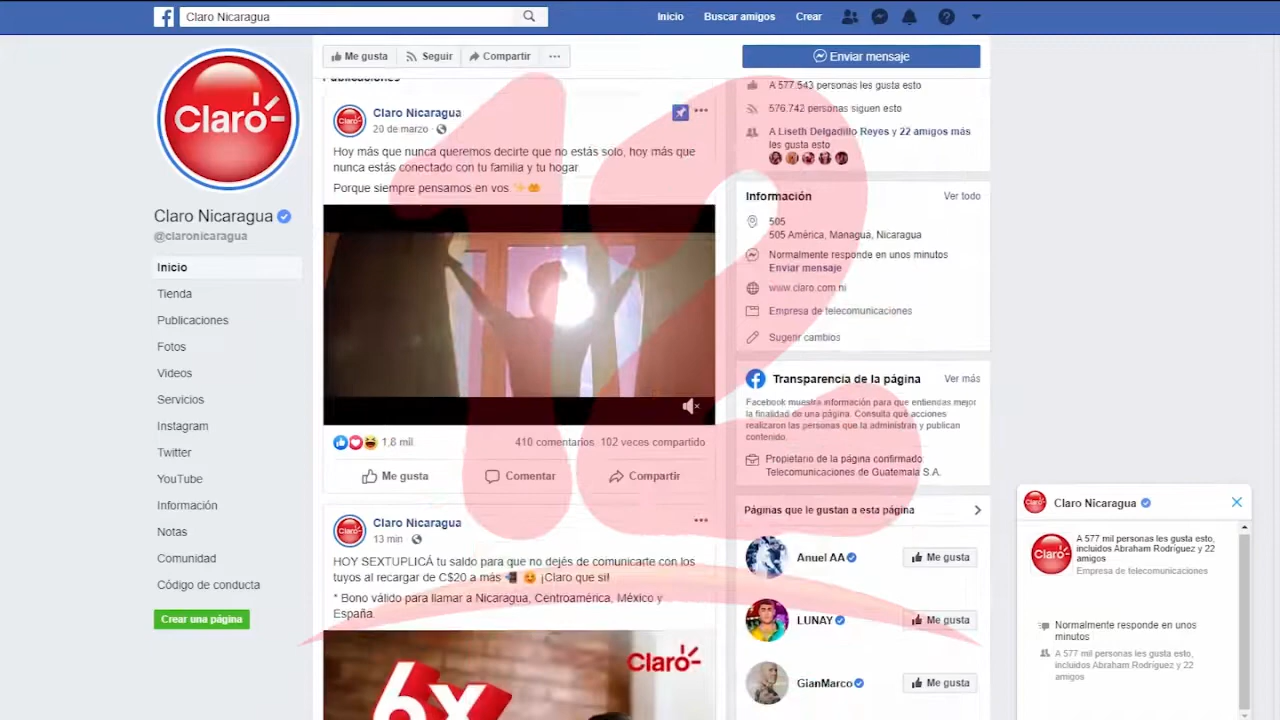 Claro Nicaragua
Inicio
Buscar amigos
Crear
Me gusta
Seguir
Compartir
Enviar mensaje
Claro-
Claro Nicaragua
@claronicaragua
Inicio
Tienda
Publicaciones
Fotos
Videos
Servicios
Instagram
Twitter
YouTube
Información
Notas
Comunidad
Código de conducta
Crear una página
Publicaciones
Claro Nicaragua
20 de marzo ·
Hoy más que nunca queremos decirte que no estás solo, hoy más que
nunca estás conectado con tu familia y tu hogar
Porque siempre pensamos en vos
1,8 mil
410 comentarios 102 veces compartido
Me gusta
Comentar
Compartir
Claro Nicaragua
13 min ·
HOY SEXTUPLICÁ tu saldo para que no dejés de comunicarte con los
tuyos al recargar de C$20 a más ¡Claro que sí!
* Bono válido para llamar a Nicaragua, Centroamérica, México y
España.
Claro-
6x
A 577.543 personas les gusta esto
576.742 personas siguen esto
A Liseth Delgadillo Reyes y 22 amigos más
les gusta esto
Información
Ver todo
505
505 América, Managua, Nicaragua
Normalmente responde en unos minutos
Enviar mensaje
www.claro.com.ni
Empresa de telecomunicaciones
Sugerir cambios
Transparencia de la página
Ver más
Facebook muestra información para que entiendas mejor
la finalidad de una página. Consulta qué acciones
realizaron las personas que la administran y publican
contenido.
Propietario de la página confirmado
Telecomunicaciones de Guatemala S.A.
Páginas que le gustan a esta página
Anuel AA
Me gusta
LUNAY
Me gusta
GianMarco
Me gusta
Claro Nicaragua
Claro-
A 577 mil personas les gusta esto,
incluidos Abraham Rodríguez y 22
amigos
Empresa de telecomunicaciones
Normalmente responde en unos
minutos
A 577 mil personas les gusta esto,
incluidos Abraham Rodríguez y 22
amigos
12